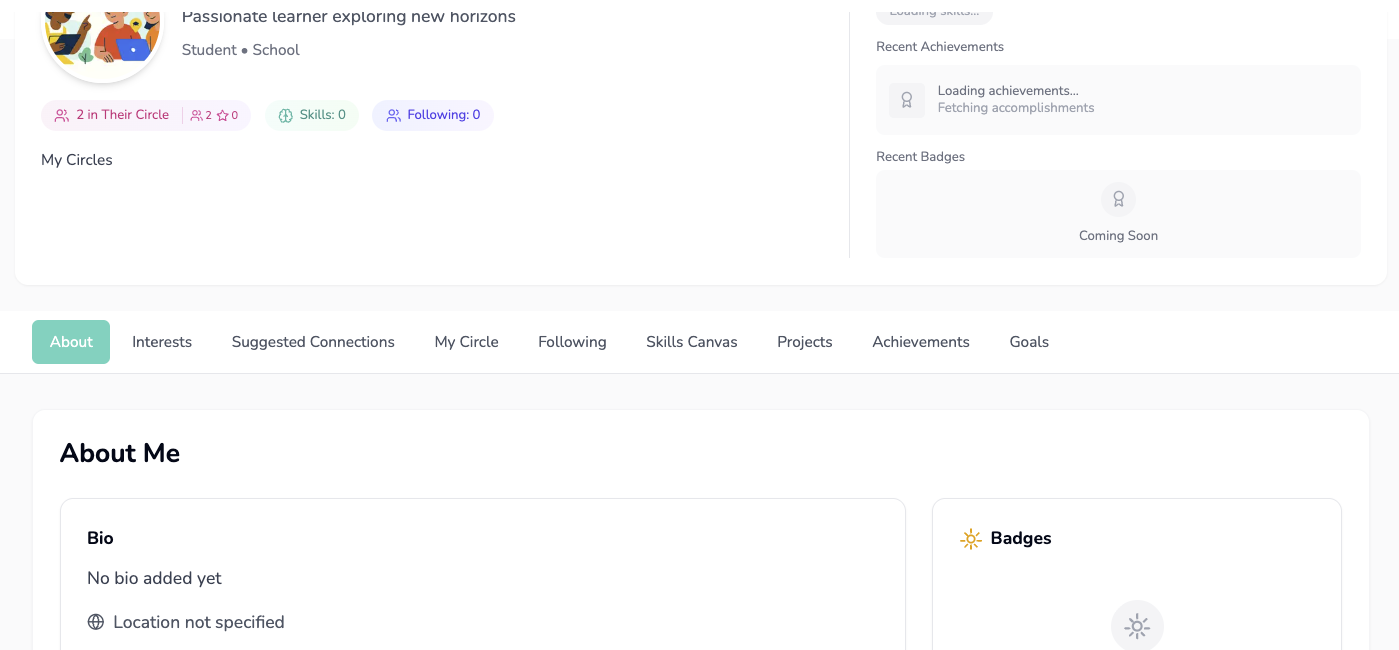 Passionate learner exploring new horizons
Student • School
2 in Their Circle 2 0 Skills: 0 Following: 0
My Circles
Loading skills...
Recent Achievements
Loading achievements...
Fetching accomplishments
Recent Badges
Coming Soon
About Interests Suggested Connections My Circle Following Skills Canvas Projects Achievements Goals
About Me
Bio
No bio added yet
Location not specified
Badges